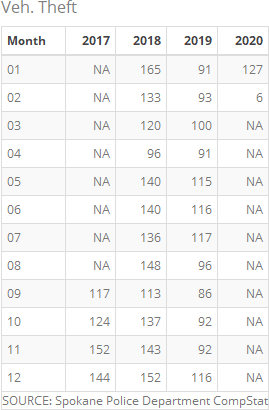 Veh. Theft
Month 2017 2018 2019 2020
01 NA 165 91 127
02 NA 133 93 6
03 NA 120 100 NA
04 NA 96 91 NA
05 NA 140 115 NA
06 NA 140 116 NA
07 NA 136 117 NA
08 NA 148 96 NA
09 117 113 86 NA
10 124 137 92 NA
11 152 143 92 NA
12 144 152 116 NA
SOURCE: Spokane Police Department CompStat